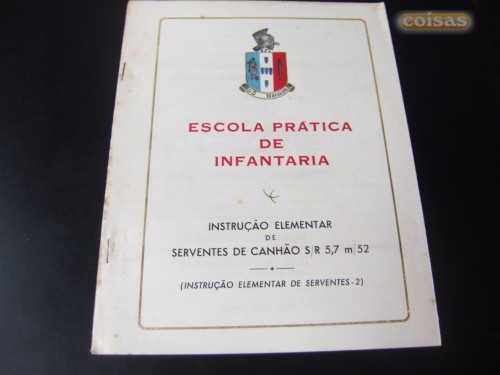 coisas
ESCOLA PRÁTICA
DE
INFANTARIA
INSTRUÇÃO ELEMENTAR
DE
SERVENTES DE CANHÃO S/R 5,7 m/52
(INSTRUÇÃO ELEMENTAR DE SERVENTES-2)